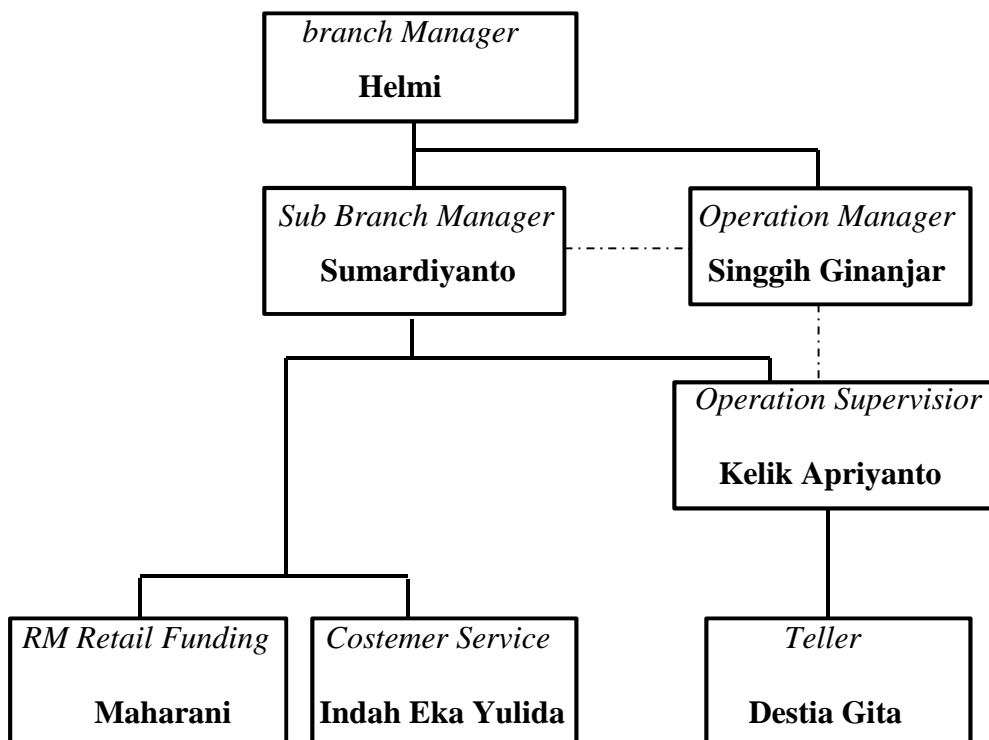 branch Manager
Helmi
Sub Branch Manager
Sumardiyanto
Operation Manager
Singgih Ginanjar
Operation Supervisior
Kelik Apriyanto
RM Retail Funding
Maharani
Costemer Service
Indah Eka Yulida
Teller
Destia Gita